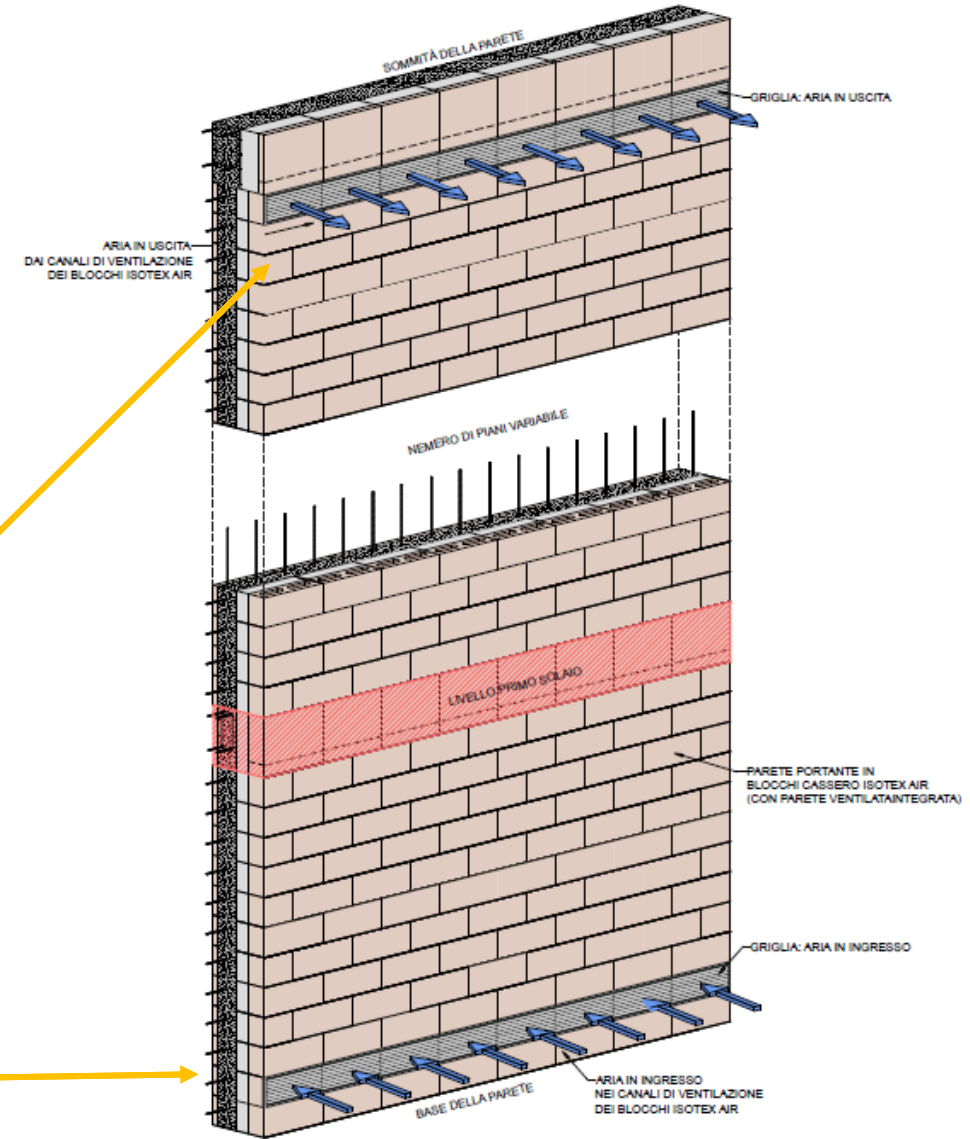 SOMMITÀ DELLA PARETE
GRIGLIA: ARIA IN USCITA
ARIA IN USCITA
DAI CANALI DI VENTILAZIONE
DEI BLOCCHI ISOTEX AIR
NEMERO DI PIANI VARIABILE
LIVELLO PRIMO SOLAIO
PARETE PORTANTE IN
BLOCCHI CASSERO ISOTEX AIR
(CON PARETE VENTILATAINTEGRATA)
GRIGLIA: ARIA IN INGRESSO
ARIA IN INGRESSO
NEI CANALI DI VENTILAZIONE
DEI BLOCCHI ISOTEX AIR
BASE DELLA PARETE